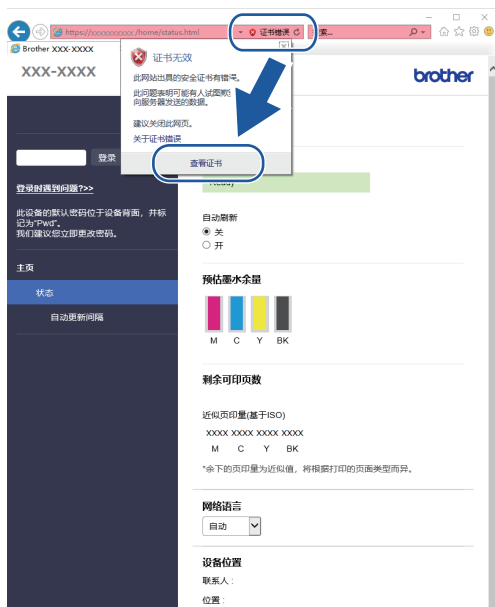 https://xxxxxxxxxxx/home/status.html
证书错误
索...
Brother XXX-XXXX
XXX-XXXX
brother
证书无效
此网站出具的安全证书有错误。
此问题表明可能有人试图欺
向服务器发送的数据。
建议关闭此网页。
关于证书错误
查看证书
登录
登录时遇到问题?>>
此设备的默认密码位于设备背面，并标
记为"Pwd"。
我们建议您立即更改密码。
主页
状态
自动更新间隔
Ready
自动刷新
关
开
预估墨水余量
M C Y BK
剩余可印页数
近似页印量(基于ISO)
XXXX XXXX XXXX XXXX
M C Y BK
*余下的页印量为近似值，将根据打印的页面类型而异。
网络语言
自动
设备位置
联系人 :
位置 :